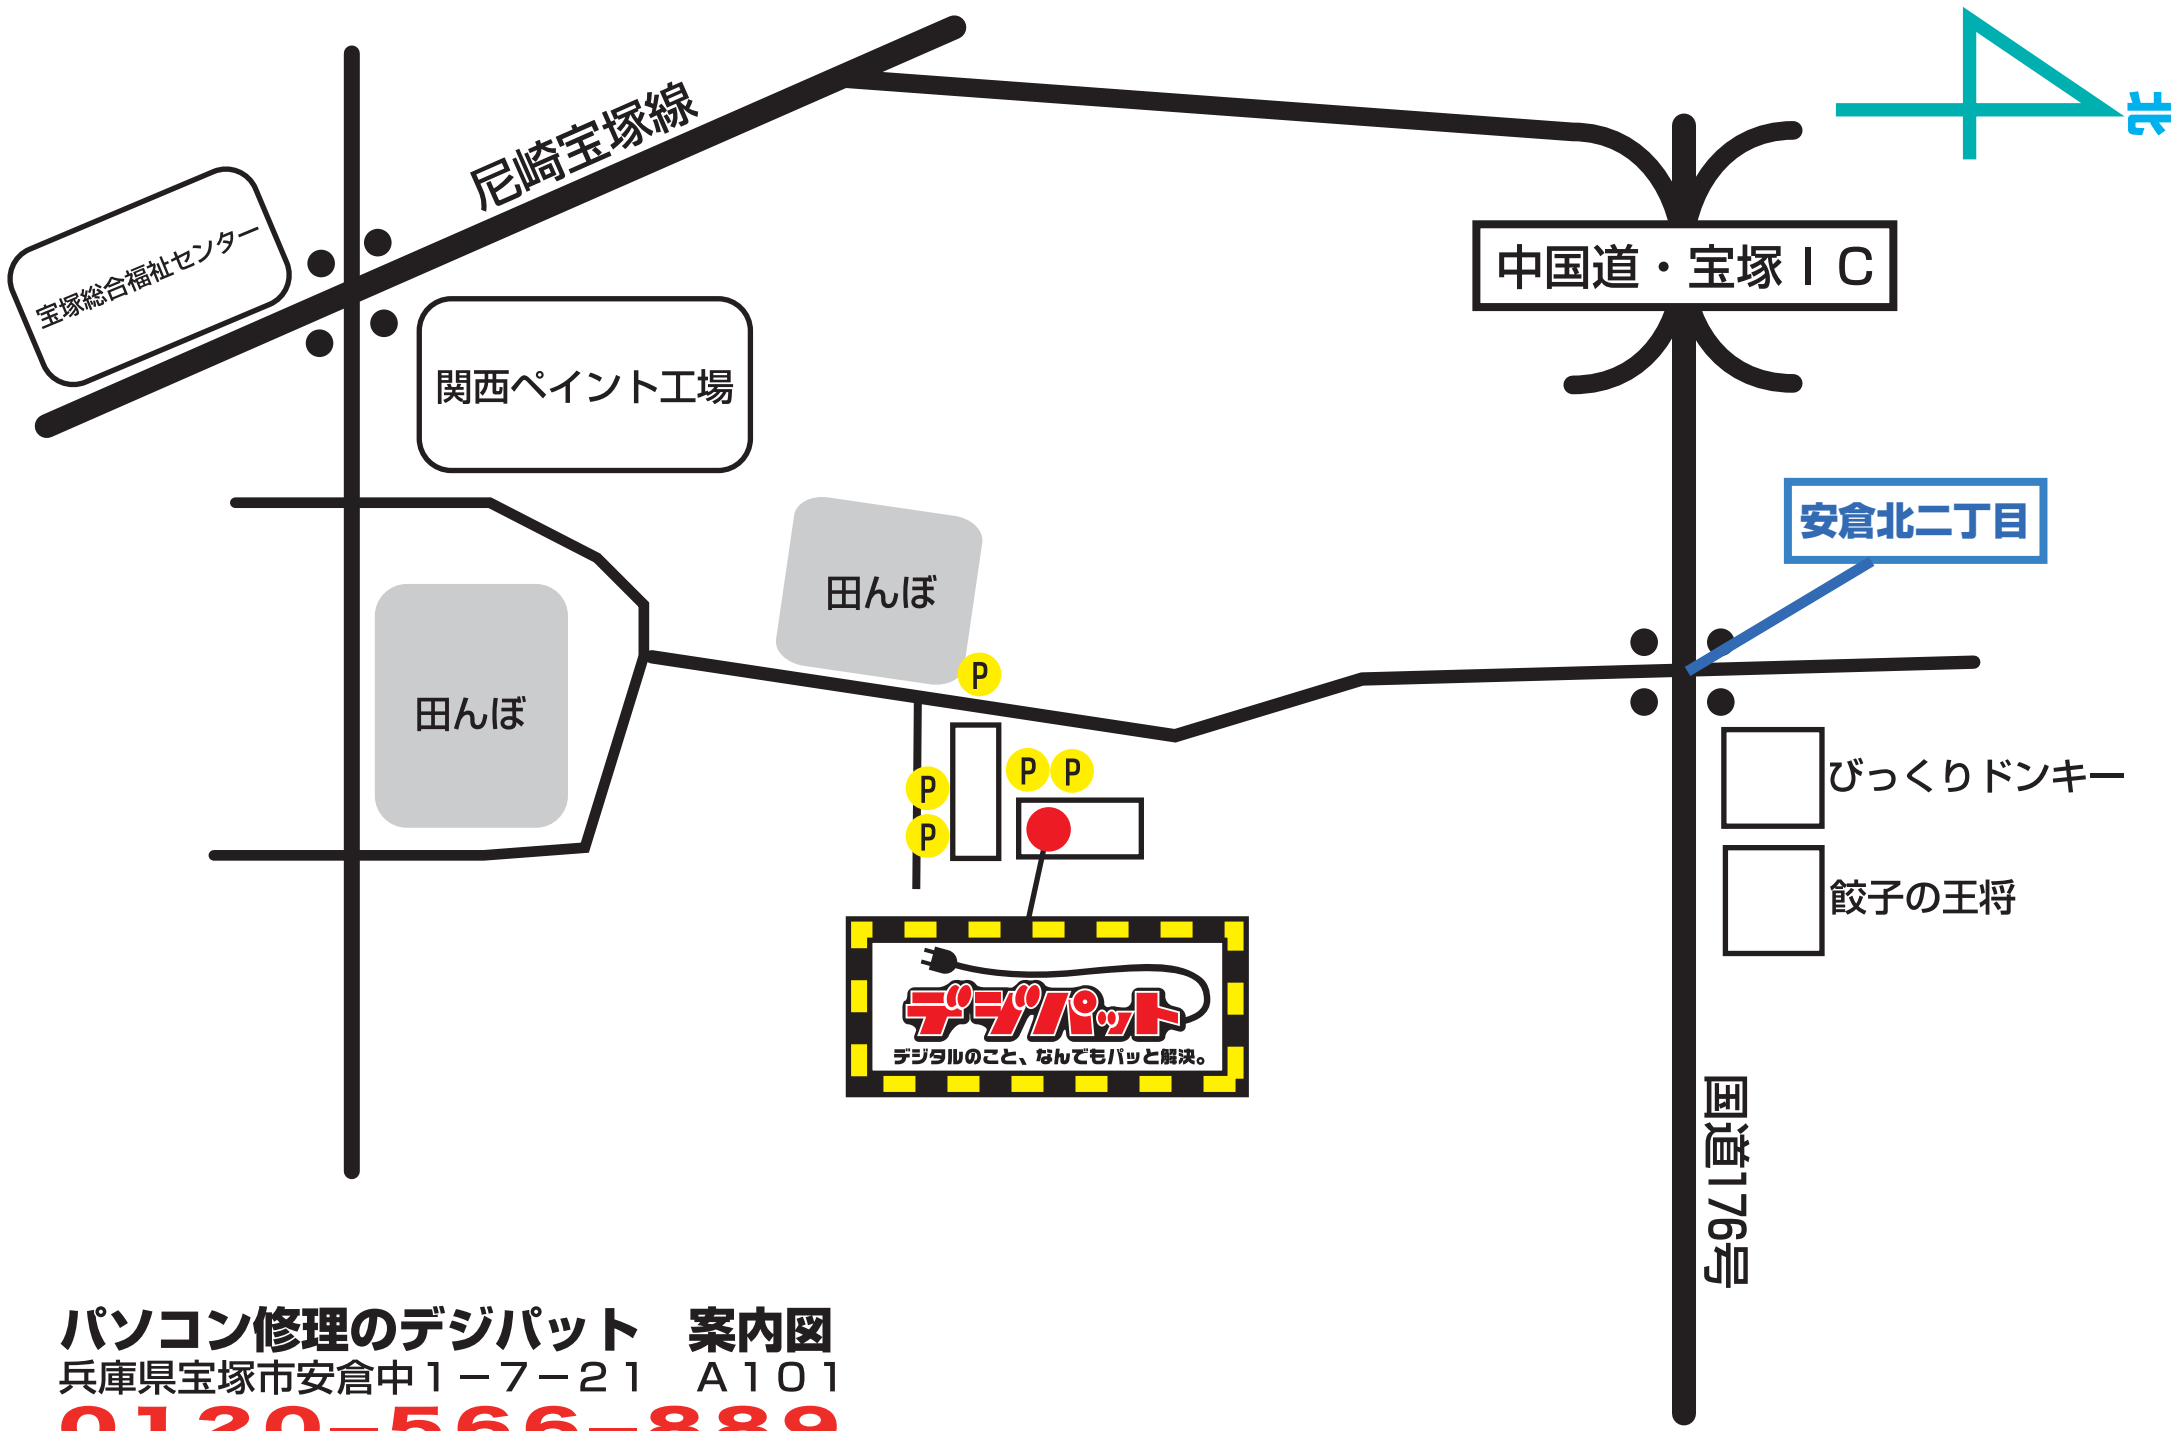 北
尼崎宝塚線
宝塚総合福祉センター
中国道・宝塚ＩＣ
関西ペイント工場
安倉北二丁目
田んぼ
田んぼ
P
P
P
P
P
びっくりドンキー
餃子の王将
デジパット
デジタルのこと、なんでもパッと解決。
国道176号
パソコン修理のデジパット　案内図
兵庫県宝塚市安倉中１－７－２１　Ａ１０１
0120-566-889